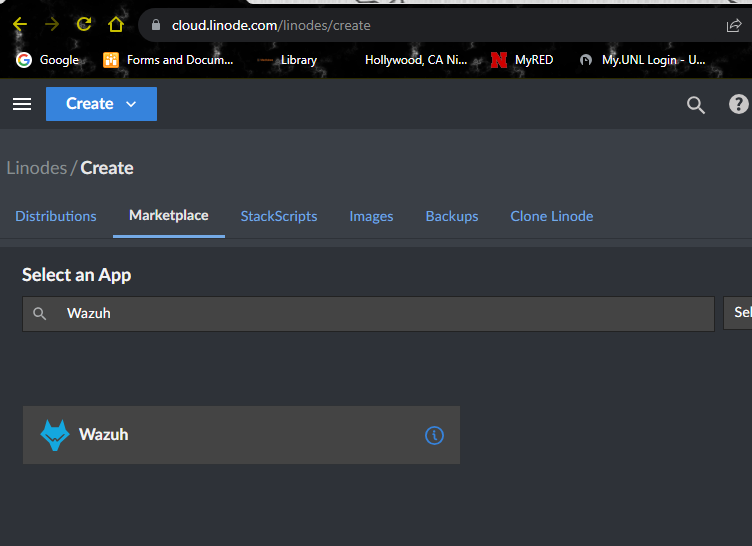 cloud.linode.com/linodes/create
Google Forms and Docum... Library Hollywood, CA Ni... MyRED My.UNL Login - U...
Create
Linodes / Create
Distributions Marketplace StackScripts Images Backups Clone Linode
Select an App
Wazuh
Wazuh